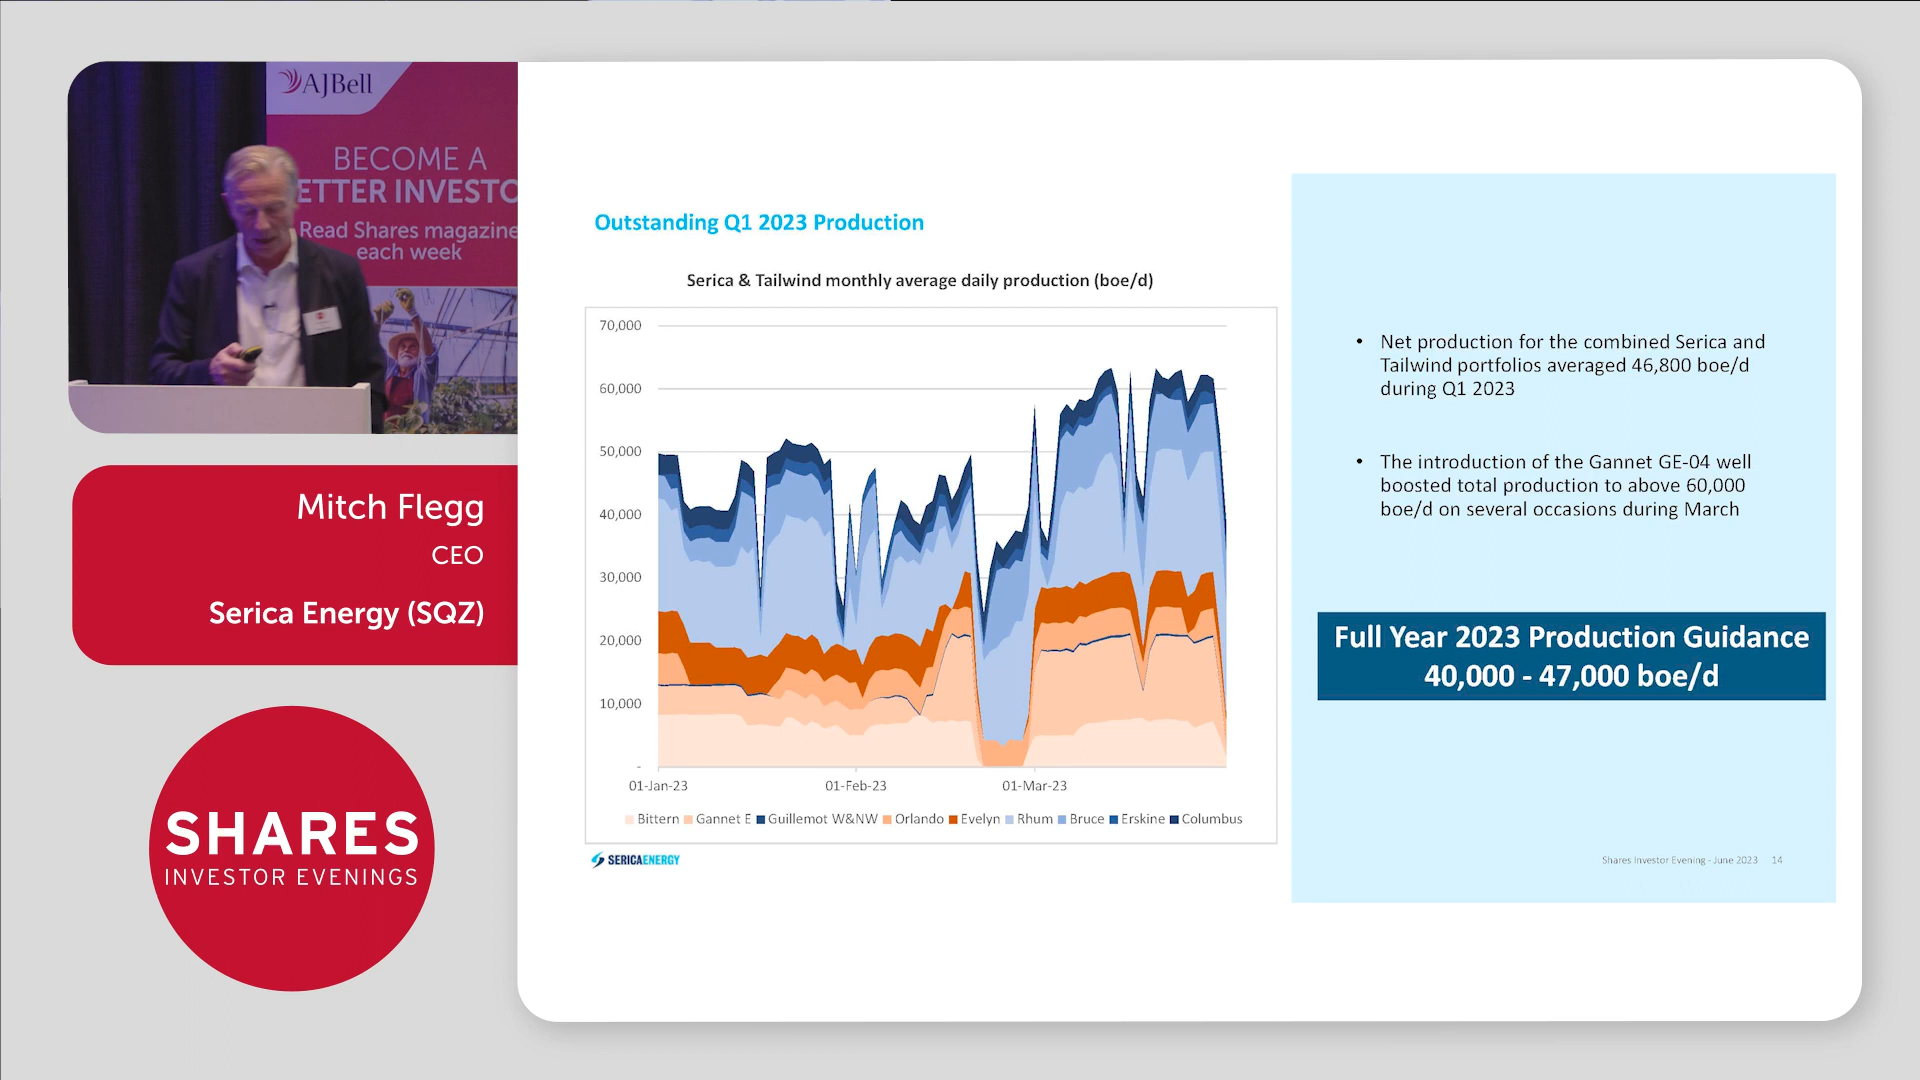 AJBell
BECOME A
ETTER INVESTO
Read Shares magazine
each week
Mitch Flegg
CEO
Serica Energy (SQZ)
SHARES
INVESTOR EVENINGS
Outstanding Q1 2023 Production
Serica & Tailwind monthly average daily production (boe/d)
70,000
60,000
50,000
40,000
30,000
20,000
10,000
-
01-Jan-23 01-Feb-23 01-Mar-23
Bittern Gannet E Guillemot W&NW Orlando Evelyn Rhum Bruce Erskine Columbus
SERICAENERGY
• Net production for the combined Serica and
Tailwind portfolios averaged 46,800 boe/d
during Q1 2023
• The introduction of the Gannet GE-04 well
boosted total production to above 60,000
boe/d on several occasions during March
Full Year 2023 Production Guidance
40,000 - 47,000 boe/d
Shares Investor Evening - June 2023 14